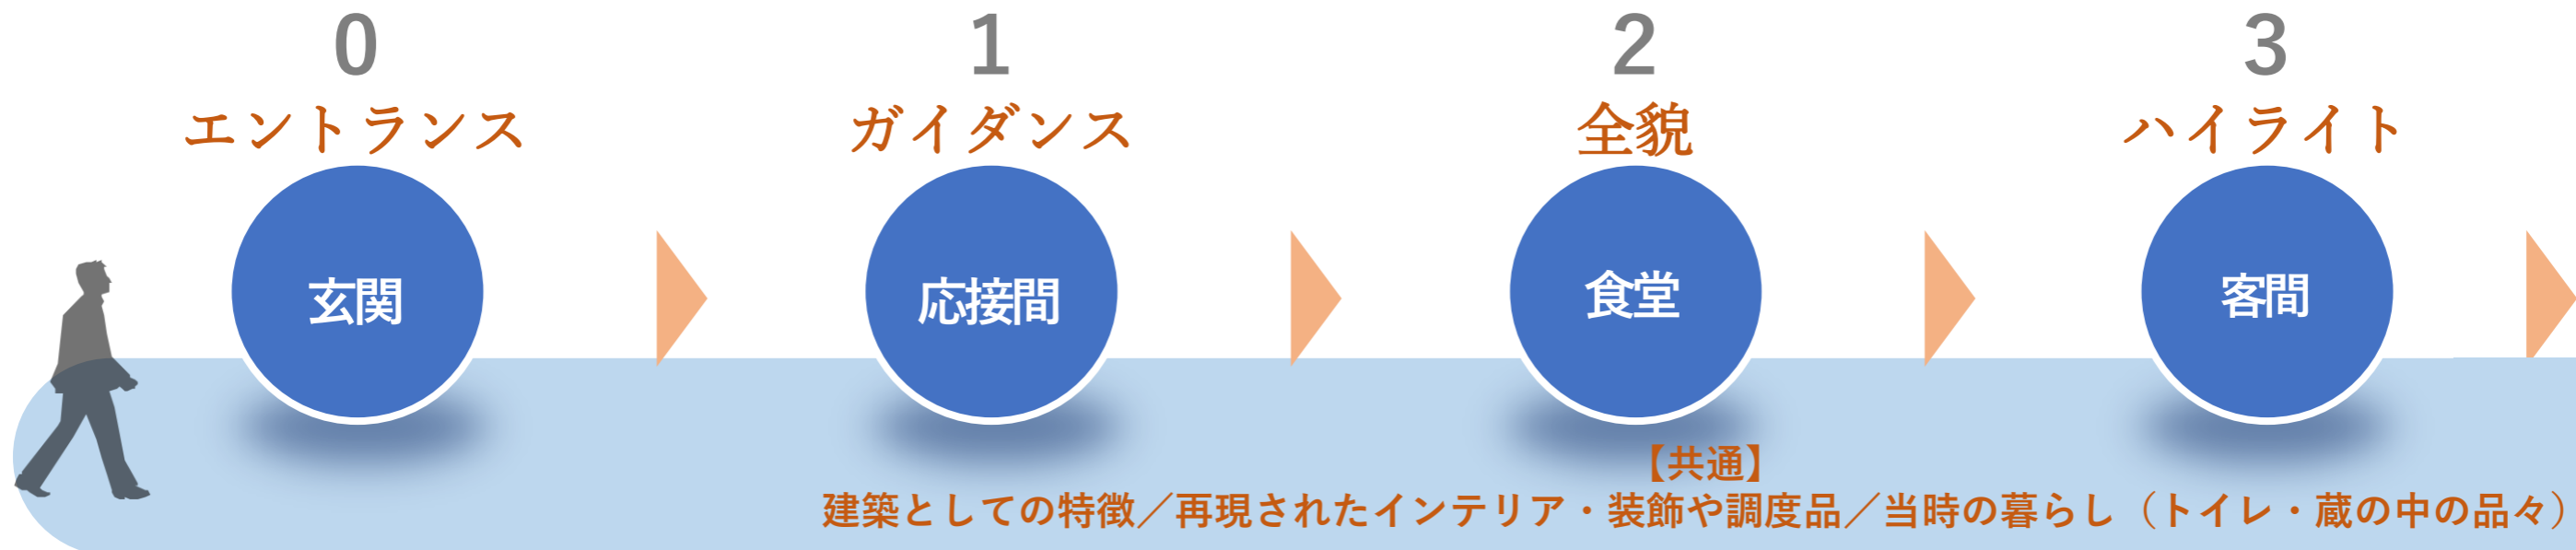 0
エントランス
玄関
1
ガイダンス
応接間
2
全貌
食堂
3
ハイライト
客間
【共通】
建築としての特徴／再現されたインテリア・装飾や調度品／当時の暮らし（トイレ・蔵の中の品々）